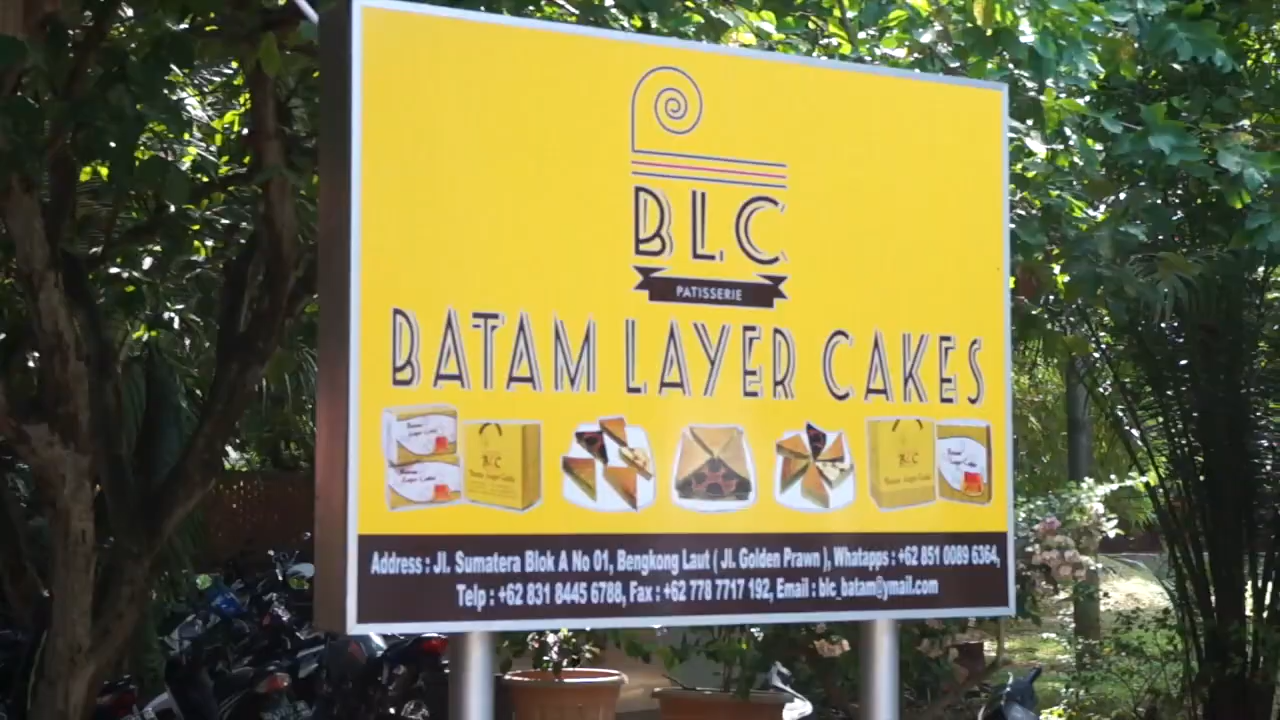 BLC
PATISSERIE
BATAM LAYER CAKES
Address : Jl. Sumatera Blok A No 01, Bengkong Laut ( Jl. Golden Prawn ), Whatapps : +62 851 0089 6364,
Telp : +62 831 8445 6788, Fax : +62 778 7717 192, Email : blc_batam@ymail.com